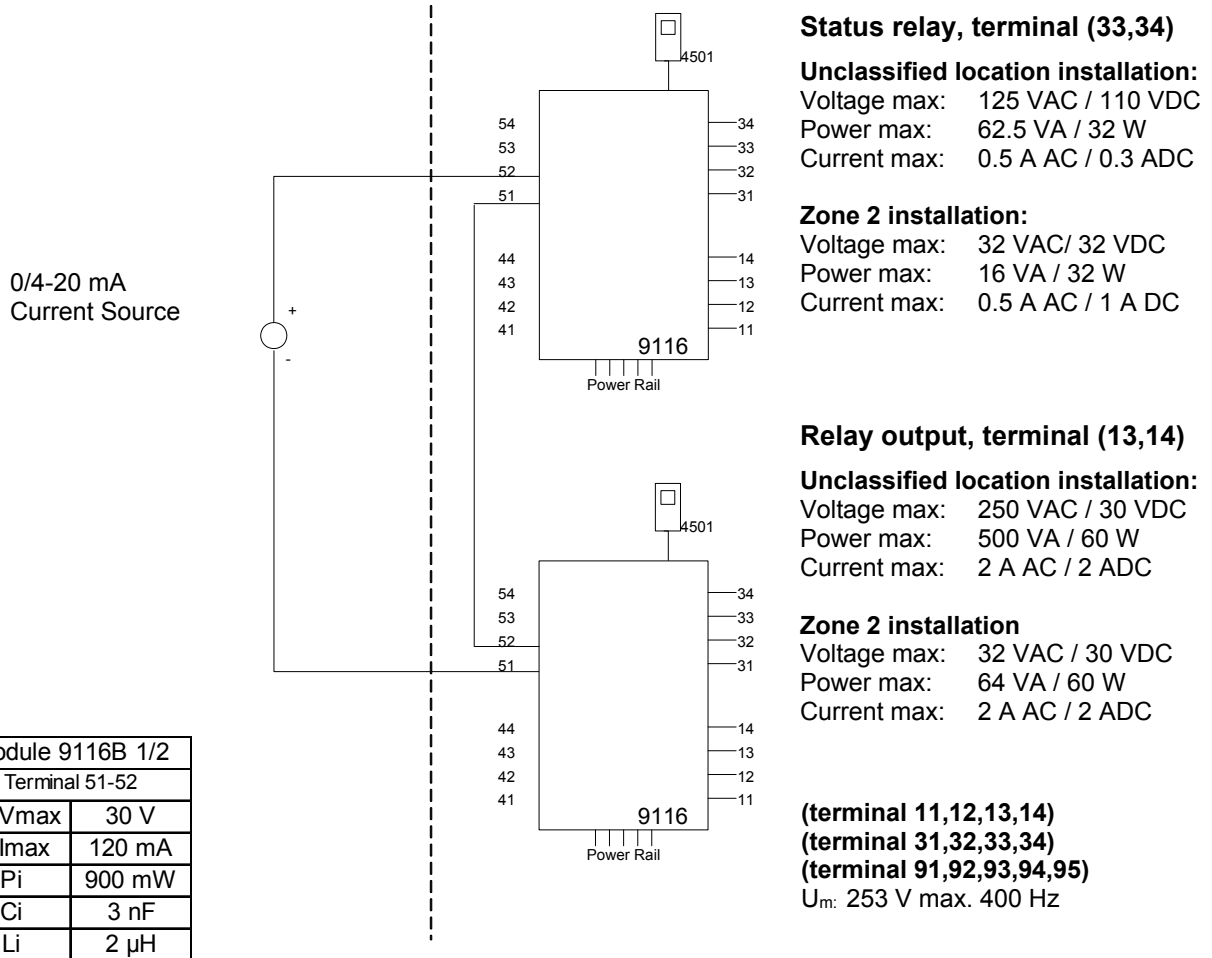 0/4-20 mA
Current Source
+
-
4501
54
53
52
51
44
43
42
41
34
33
32
31
14
13
12
11
9116
Power Rail
4501
54
53
52
51
44
43
42
41
34
33
32
31
14
13
12
11
9116
Power Rail
odule 9116B 1/2
Terminal 51-52
Vmax 30 V
Imax 120 mA
Pi 900 mW
Ci 3 nF
Li 2 µH
Status relay, terminal (33,34)
Unclassified location installation:
Voltage max: 125 VAC / 110 VDC
Power max: 62.5 VA / 32 W
Current max: 0.5 A AC / 0.3 ADC
Zone 2 installation:
Voltage max: 32 VAC/ 32 VDC
Power max: 16 VA / 32 W
Current max: 0.5 A AC / 1 A DC
Relay output, terminal (13,14)
Unclassified location installation:
Voltage max: 250 VAC / 30 VDC
Power max: 500 VA / 60 W
Current max: 2 A AC / 2 ADC
Zone 2 installation
Voltage max: 32 VAC / 30 VDC
Power max: 64 VA / 60 W
Current max: 2 A AC / 2 ADC
(terminal 11,12,13,14)
(terminal 31,32,33,34)
(terminal 91,92,93,94,95)
Um: 253 V max. 400 Hz